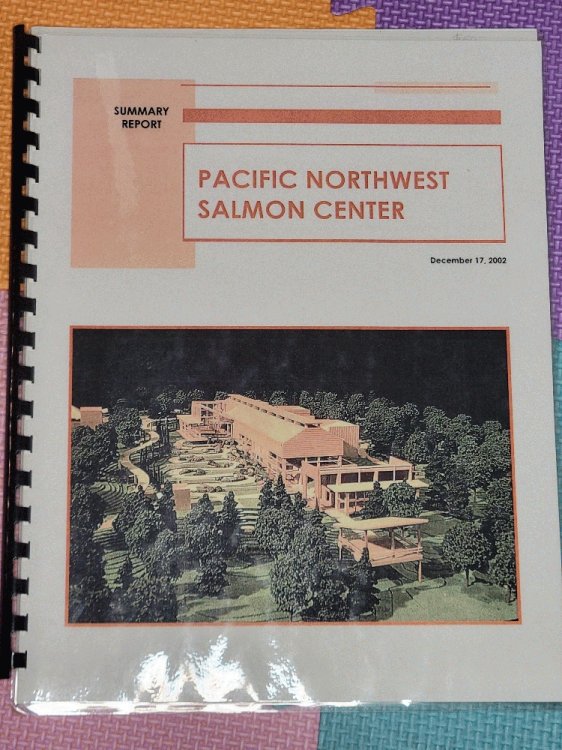 SUMMARY
REPORT
PACIFIC NORTHWEST
SALMON CENTER
December 17, 2002